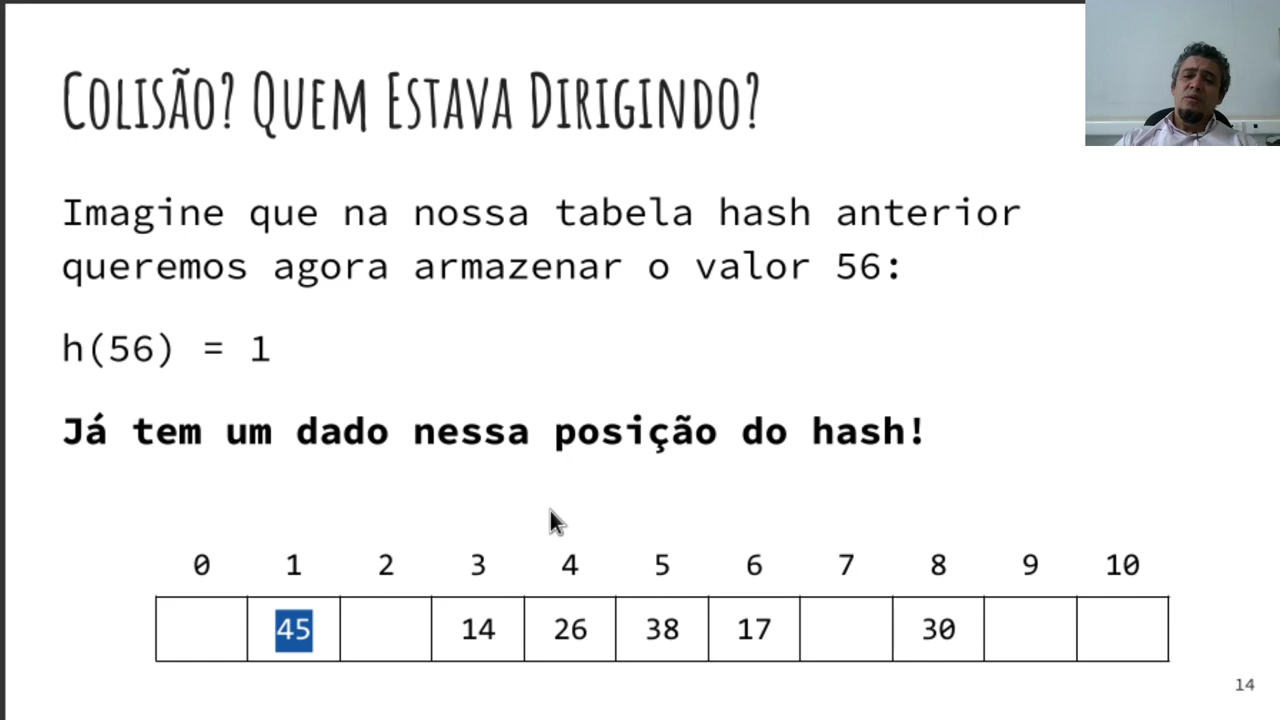 Colisão? Quem Estava Dirigindo?
Imagine que na nossa tabela hash anterior
queremos agora armazenar o valor 56:
h(56) = 1
Já tem um dado nessa posição do hash!
0 1 2 3 4 5 6 7 8 9 10
45 14 26 38 17 30
14